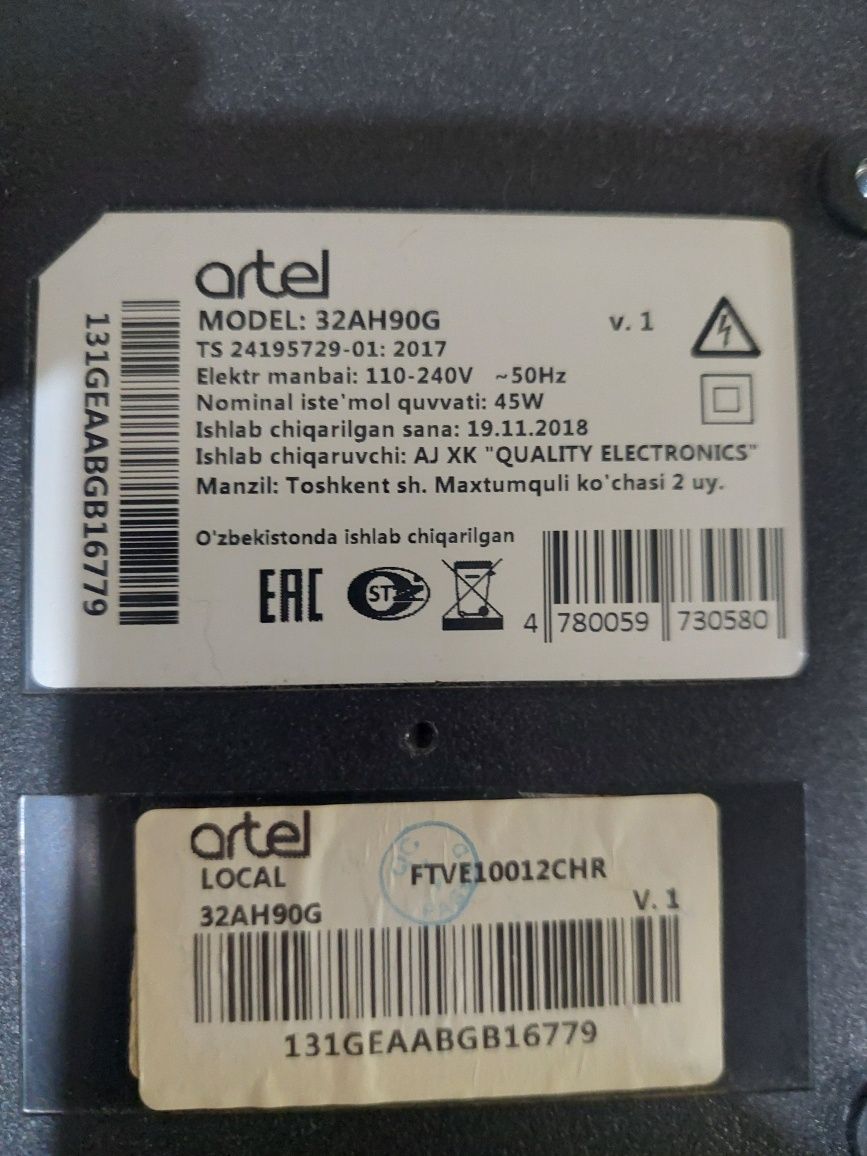 artel
MODEL: 32AH90G v. 1
TS 24195729-01: 2017
Elektr manbai: 110-240V ~50Hz
Nominal iste'mol quvvati: 45W
Ishlab chiqarilgan sana: 19.11.2018
Ishlab chiqaruvchi: AJ XK "QUALITY ELECTRONICS"
Manzil: Toshkent sh. Maxtumquli ko'chasi 2 uy.
O'zbekistonda ishlab chiqarilgan
EAC
4 780059 730580
131GEAABGB16779
artel
LOCAL FTVE10012CHR
32AH90G V. 1
131GEAABGB16779